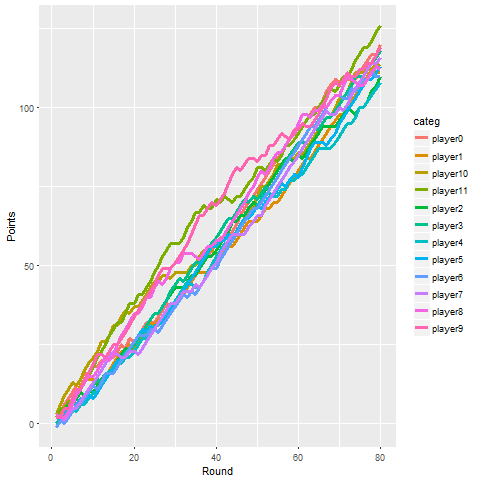 100
50
0
0
20
40
60
80
Round
Points
categ
player0
player1
player10
player11
player2
player3
player4
player5
player6
player7
player8
player9